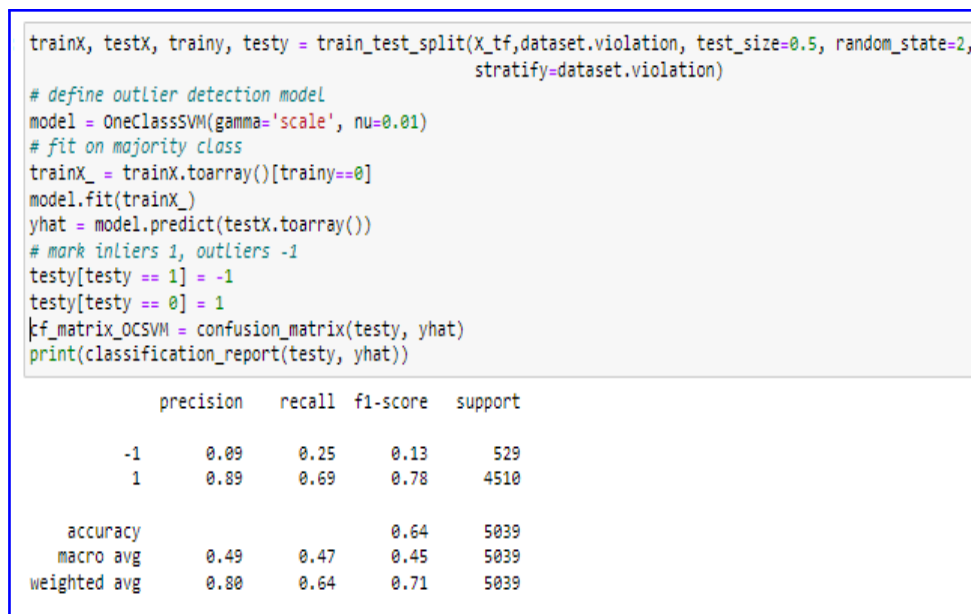 trainX, testX, trainy, testy = train_test_split(X_tf,dataset.violation, test_size=0.5, random_state=2,
stratify=dataset.violation)
# define outlier detection model
model = OneClassSVM(gamma='scale', nu=0.01)
# fit on majority class
trainX_ = trainX.toarray()[trainy==0]
model.fit(trainX_)
yhat = model.predict(testX.toarray())
# mark inliers 1, outliers -1
testy[testy == 1] = -1
testy[testy == 0] = 1
cf_matrix_OCSVM = confusion_matrix(testy, yhat)
print(classification_report(testy, yhat))
precision recall f1-score support
-1 0.09 0.25 0.13 529
1 0.89 0.69 0.78 4510
accuracy 0.64 5039
macro avg 0.49 0.47 0.45 5039
weighted avg 0.80 0.64 0.71 5039